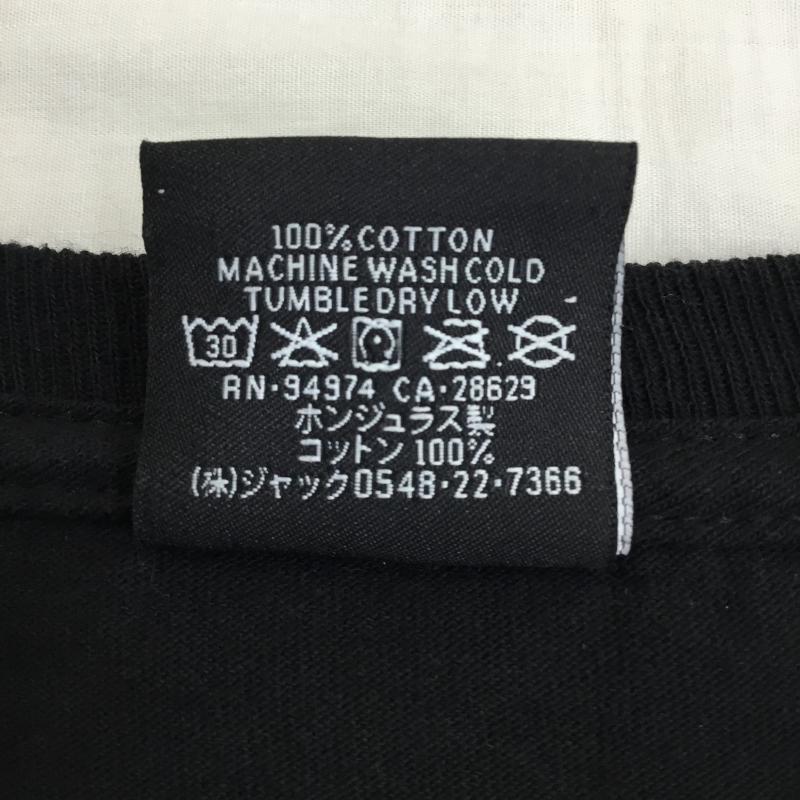 100% COTTON
MACHINE WASH COLD
TUMBLE DRY LOW
30
RN・94974 CA・28629
ホンジュラス製
コットン 100%
(株)ジャック0548・22・7366